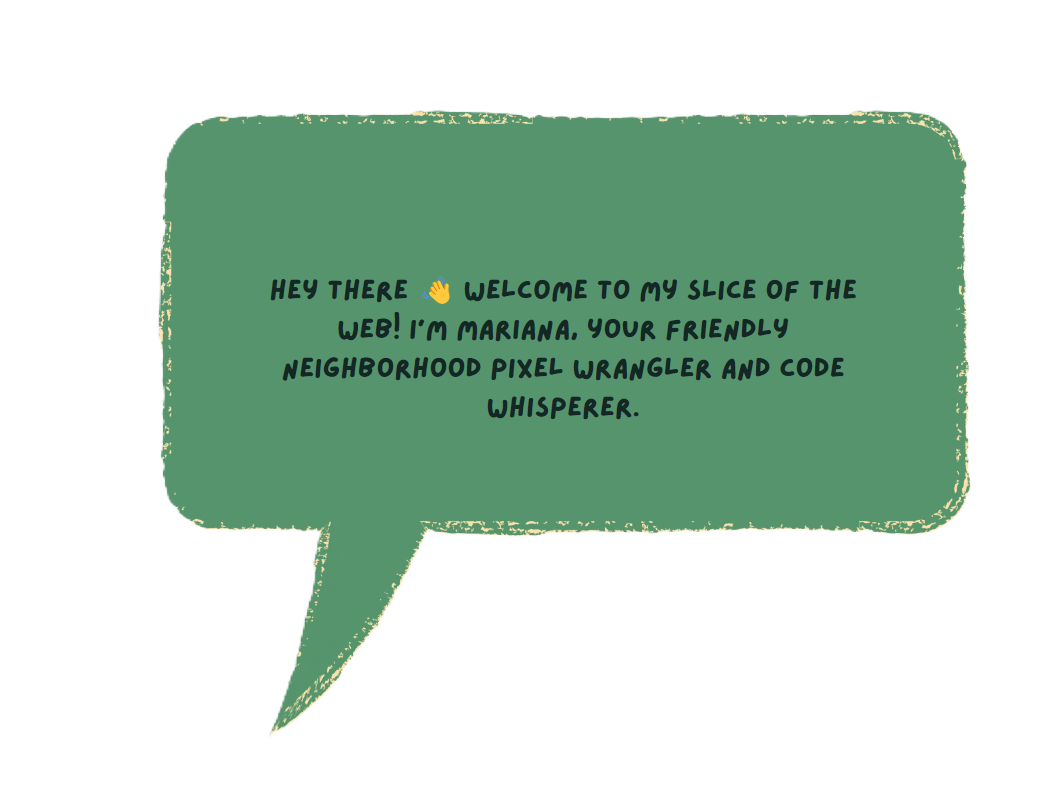 HEY THERE 👋 WELCOME TO MY SLICE OF THE
WEB! I'M MARIANA, YOUR FRIENDLY
NEIGHBORHOOD PIXEL WRANGLER AND CODE
WHISPERER.